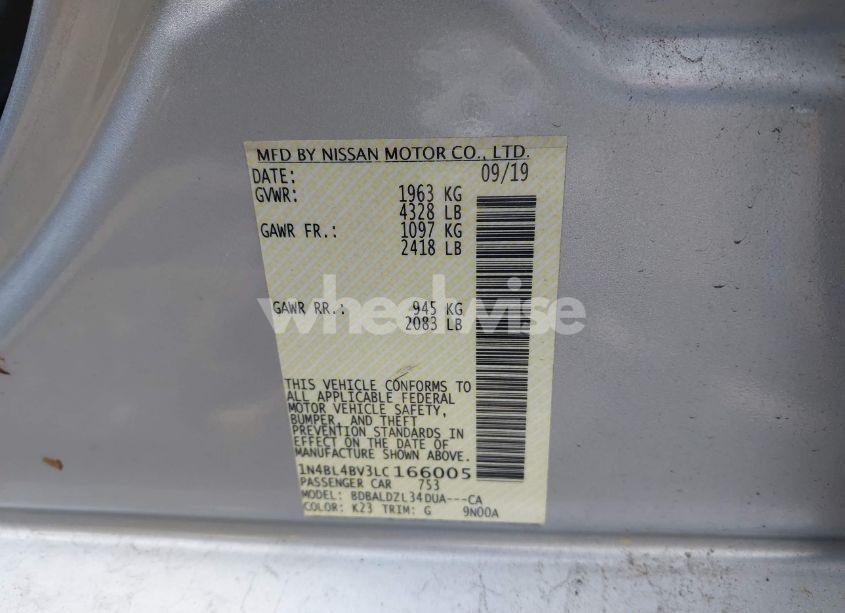 MFD BY NISSAN MOTOR CO., LTD.
DATE: 09/19
GVWR: 1963 KG
4328 LB
GAWR FR.: 1097 KG
2418 LB
GAWR RR.: 945 KG
2083 LB
wheelwise
THIS VEHICLE CONFORMS TO
ALL APPLICABLE FEDERAL
MOTOR VEHICLE SAFETY,
BUMPER, AND THEFT
PREVENTION STANDARDS IN
EFFECT ON THE DATE OF
MANUFACTURE SHOWN ABOVE.
1N4BL4BV3LC166005
PASSENGER CAR 753
MODEL: BDBALDZL34DUA---CA
COLOR: K23 TRIM: G 9N00A